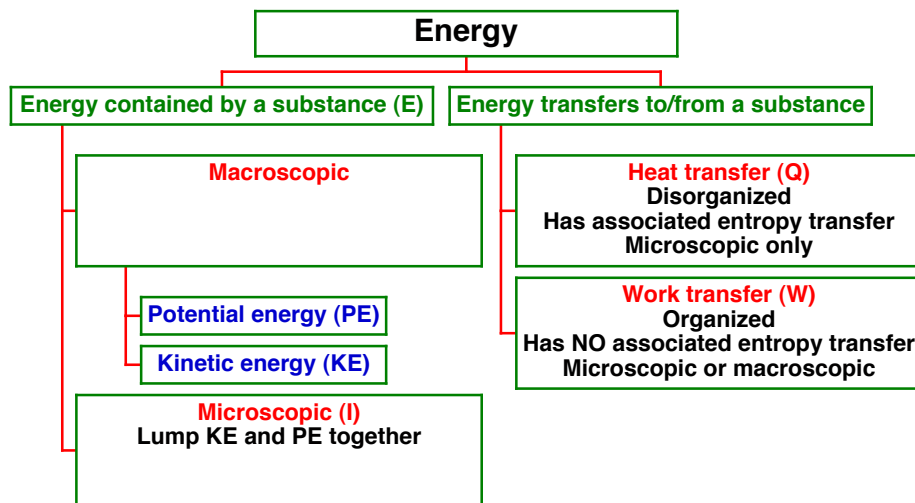 Energy
Energy contained by a substance (E)
Energy transfers to/from a substance
Macroscopic
Potential energy (PE)
Kinetic energy (KE)
Microscopic (I)
Lump KE and PE together
Heat transfer (Q)
Disorganized
Has associated entropy transfer
Microscopic only
Work transfer (W)
Organized
Has NO associated entropy transfer
Microscopic or macroscopic